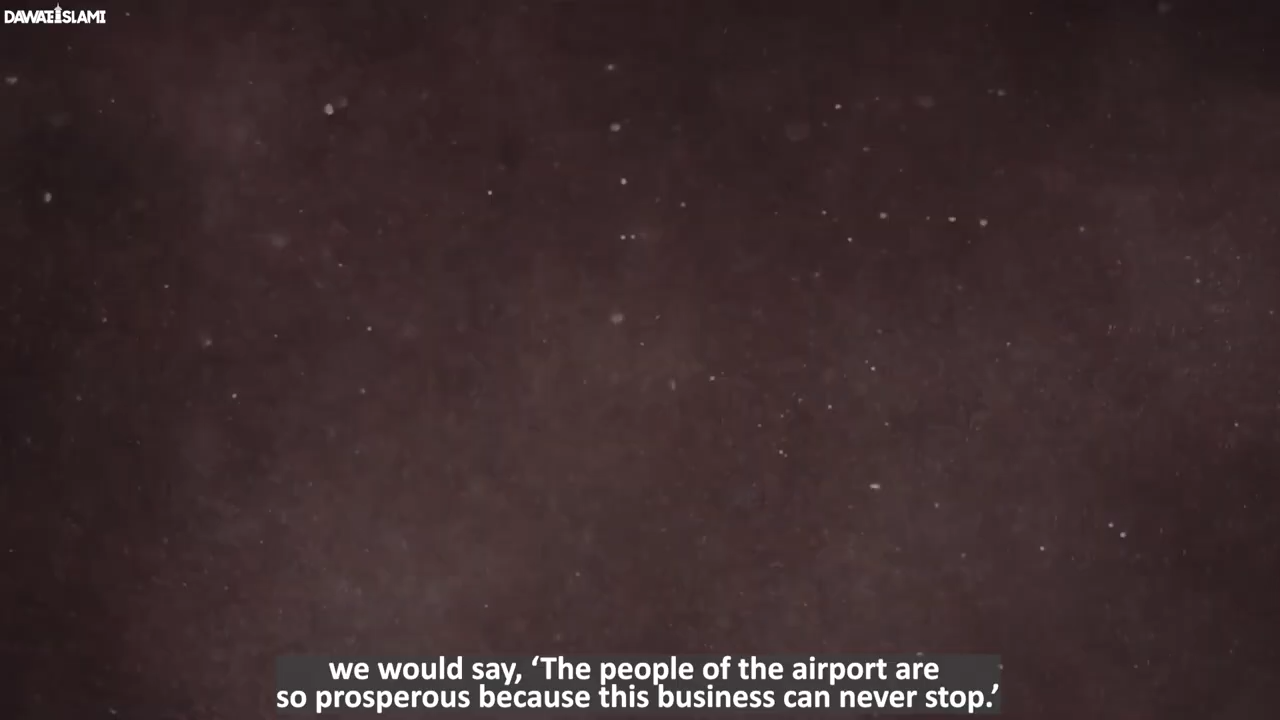 DAWATEISLAMI
we would say, ‘The people of the airport are
so prosperous because this business can never stop.’